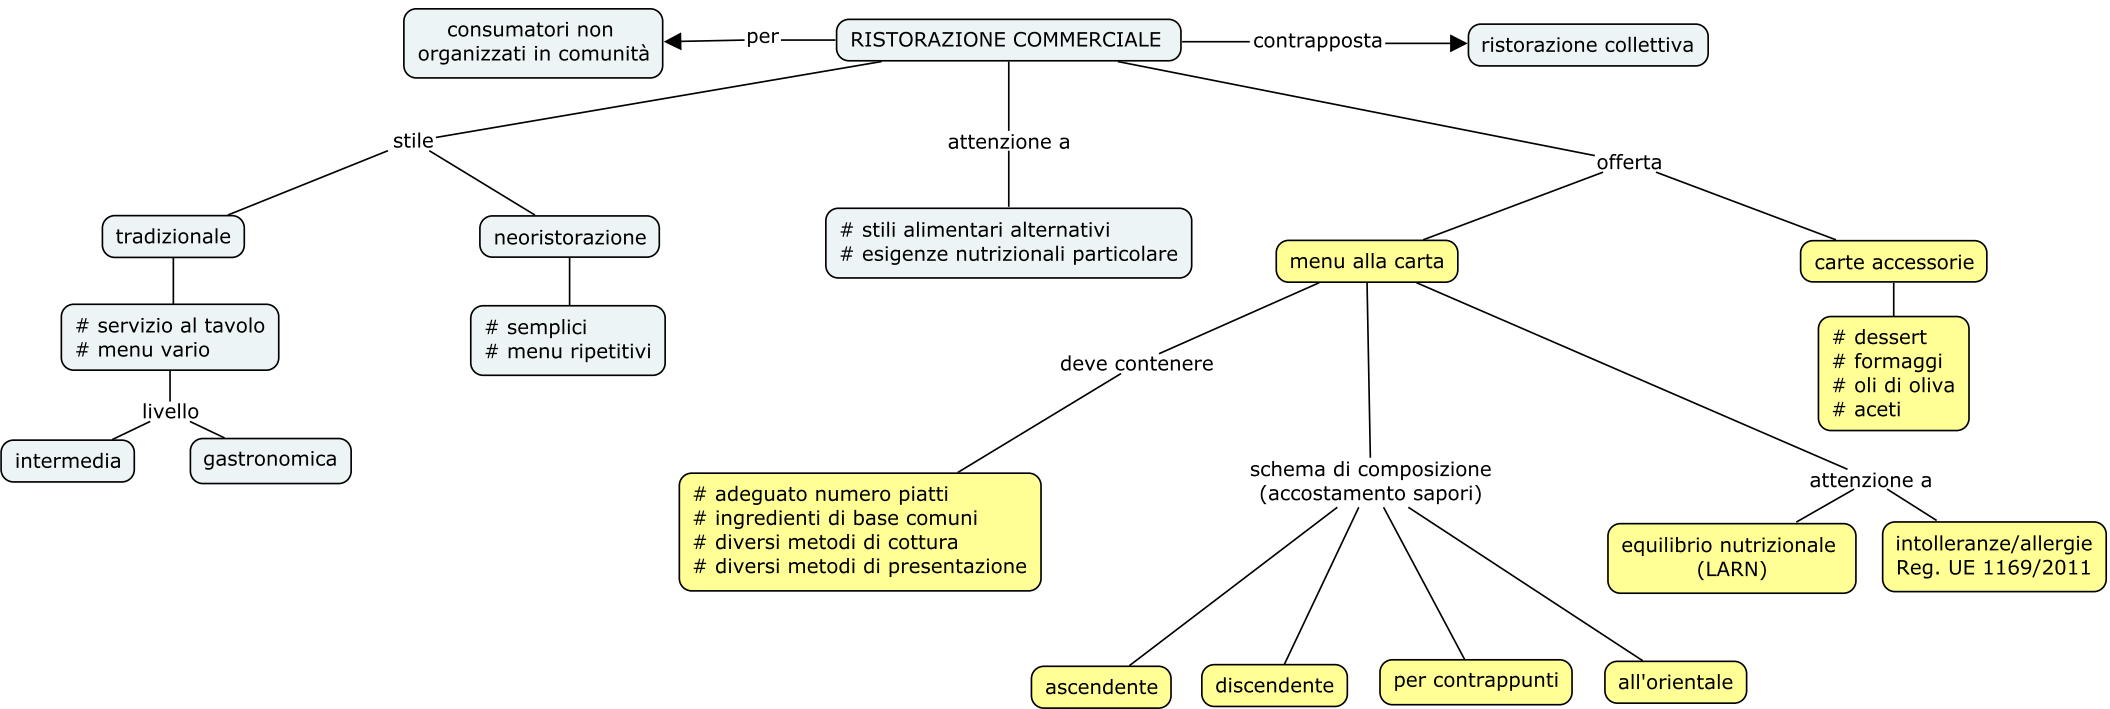 consumatori non
organizzati in comunità
per
RISTORAZIONE COMMERCIALE
contrapposta
ristorazione collettiva
stile
attenzione a
offerta
tradizionale
neoristorazione
# stili alimentari alternativi
# esigenze nutrizionali particolare
menu alla carta
carte accessorie
# servizio al tavolo
# menu vario
# semplici
# menu ripetitivi
# dessert
# formaggi
# oli di oliva
# aceti
deve contenere
livello
intermedia
gastronomica
schema di composizione
(accostamento sapori)
attenzione a
# adeguato numero piatti
# ingredienti di base comuni
# diversi metodi di cottura
# diversi metodi di presentazione
equilibrio nutrizionale
(LARN)
intolleranze/allergie
Reg. UE 1169/2011
ascendente
discendente
per contrappunti
all'orientale